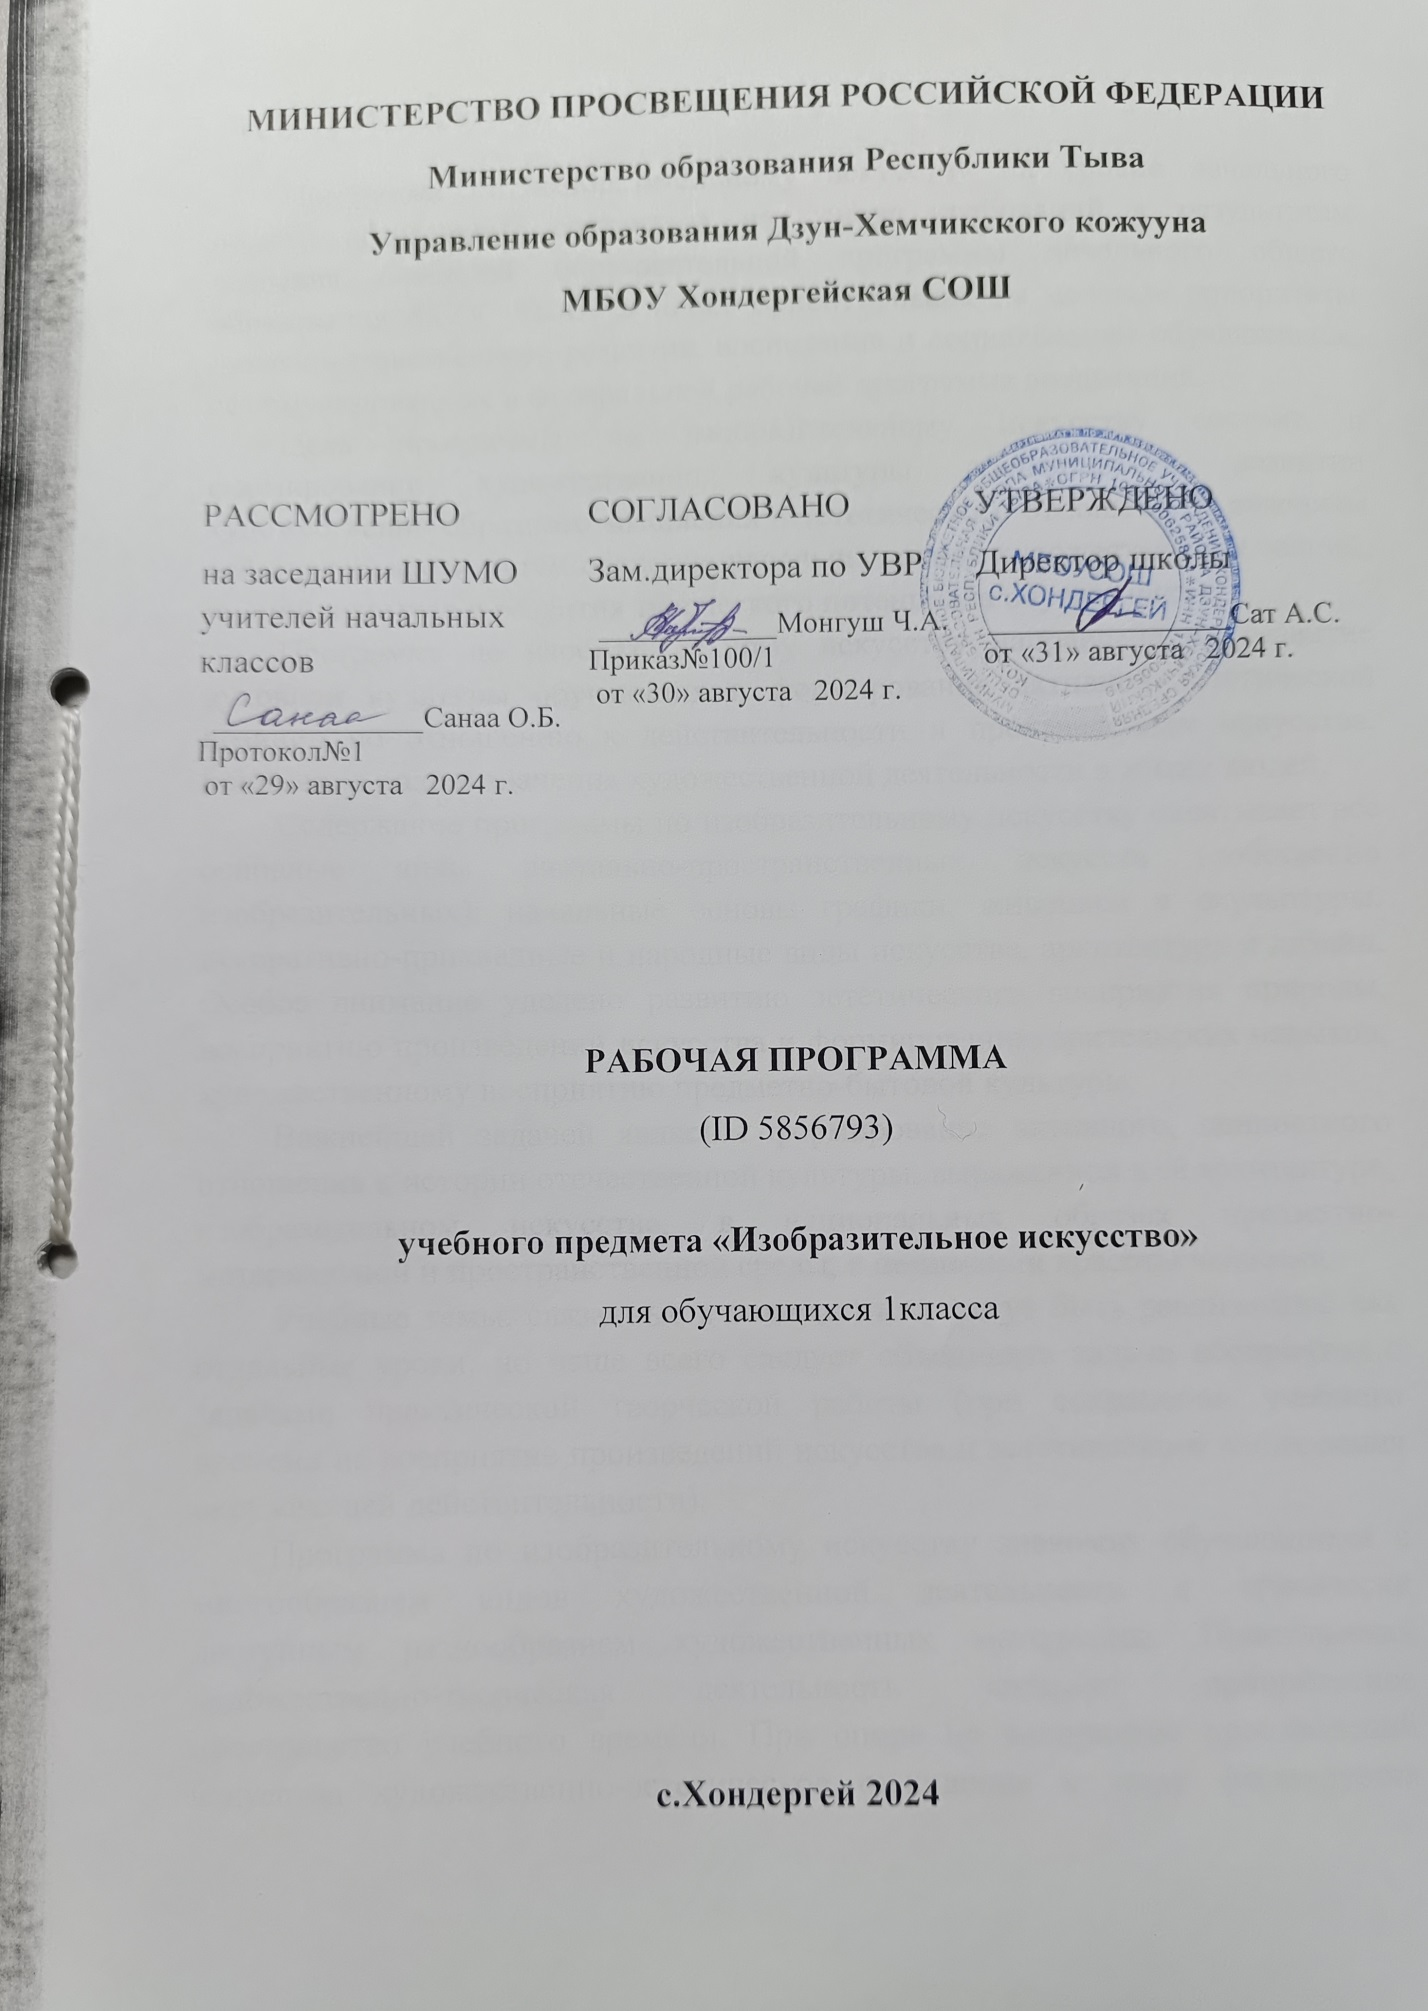 МИНИСТЕРСТВО ПРОСВЕЩЕНИЯ РОССИЙСКОЙ ФЕДЕРАЦИИ
Министерство образования Республики Тыва
Управление образования Дзун-Хемчикского кожууна
МБОУ Хондергейская СОШ
РАССМОТРЕНО
на заседании ШУМО
учителей начальных
классов
Санаа Санаа О.Б.
Протокол№1
от «29» августа 2024 г.
СОГЛАСОВАНО
Зам.директора по УВР
Монгуш Ч.А.
Приказ№100/1
от «30» августа 2024 г.
УТВЕРЖДЕНО
Директор школы
Сат А.С.
от «31» августа 2024 г.
МБОУ СОШ
с.ХОНДЕРГЕЙ
РАБОЧАЯ ПРОГРАММА
(ID 5856793)
учебного предмета «Изобразительное искусство»
для обучающихся 1класса
с.Хондергей 2024